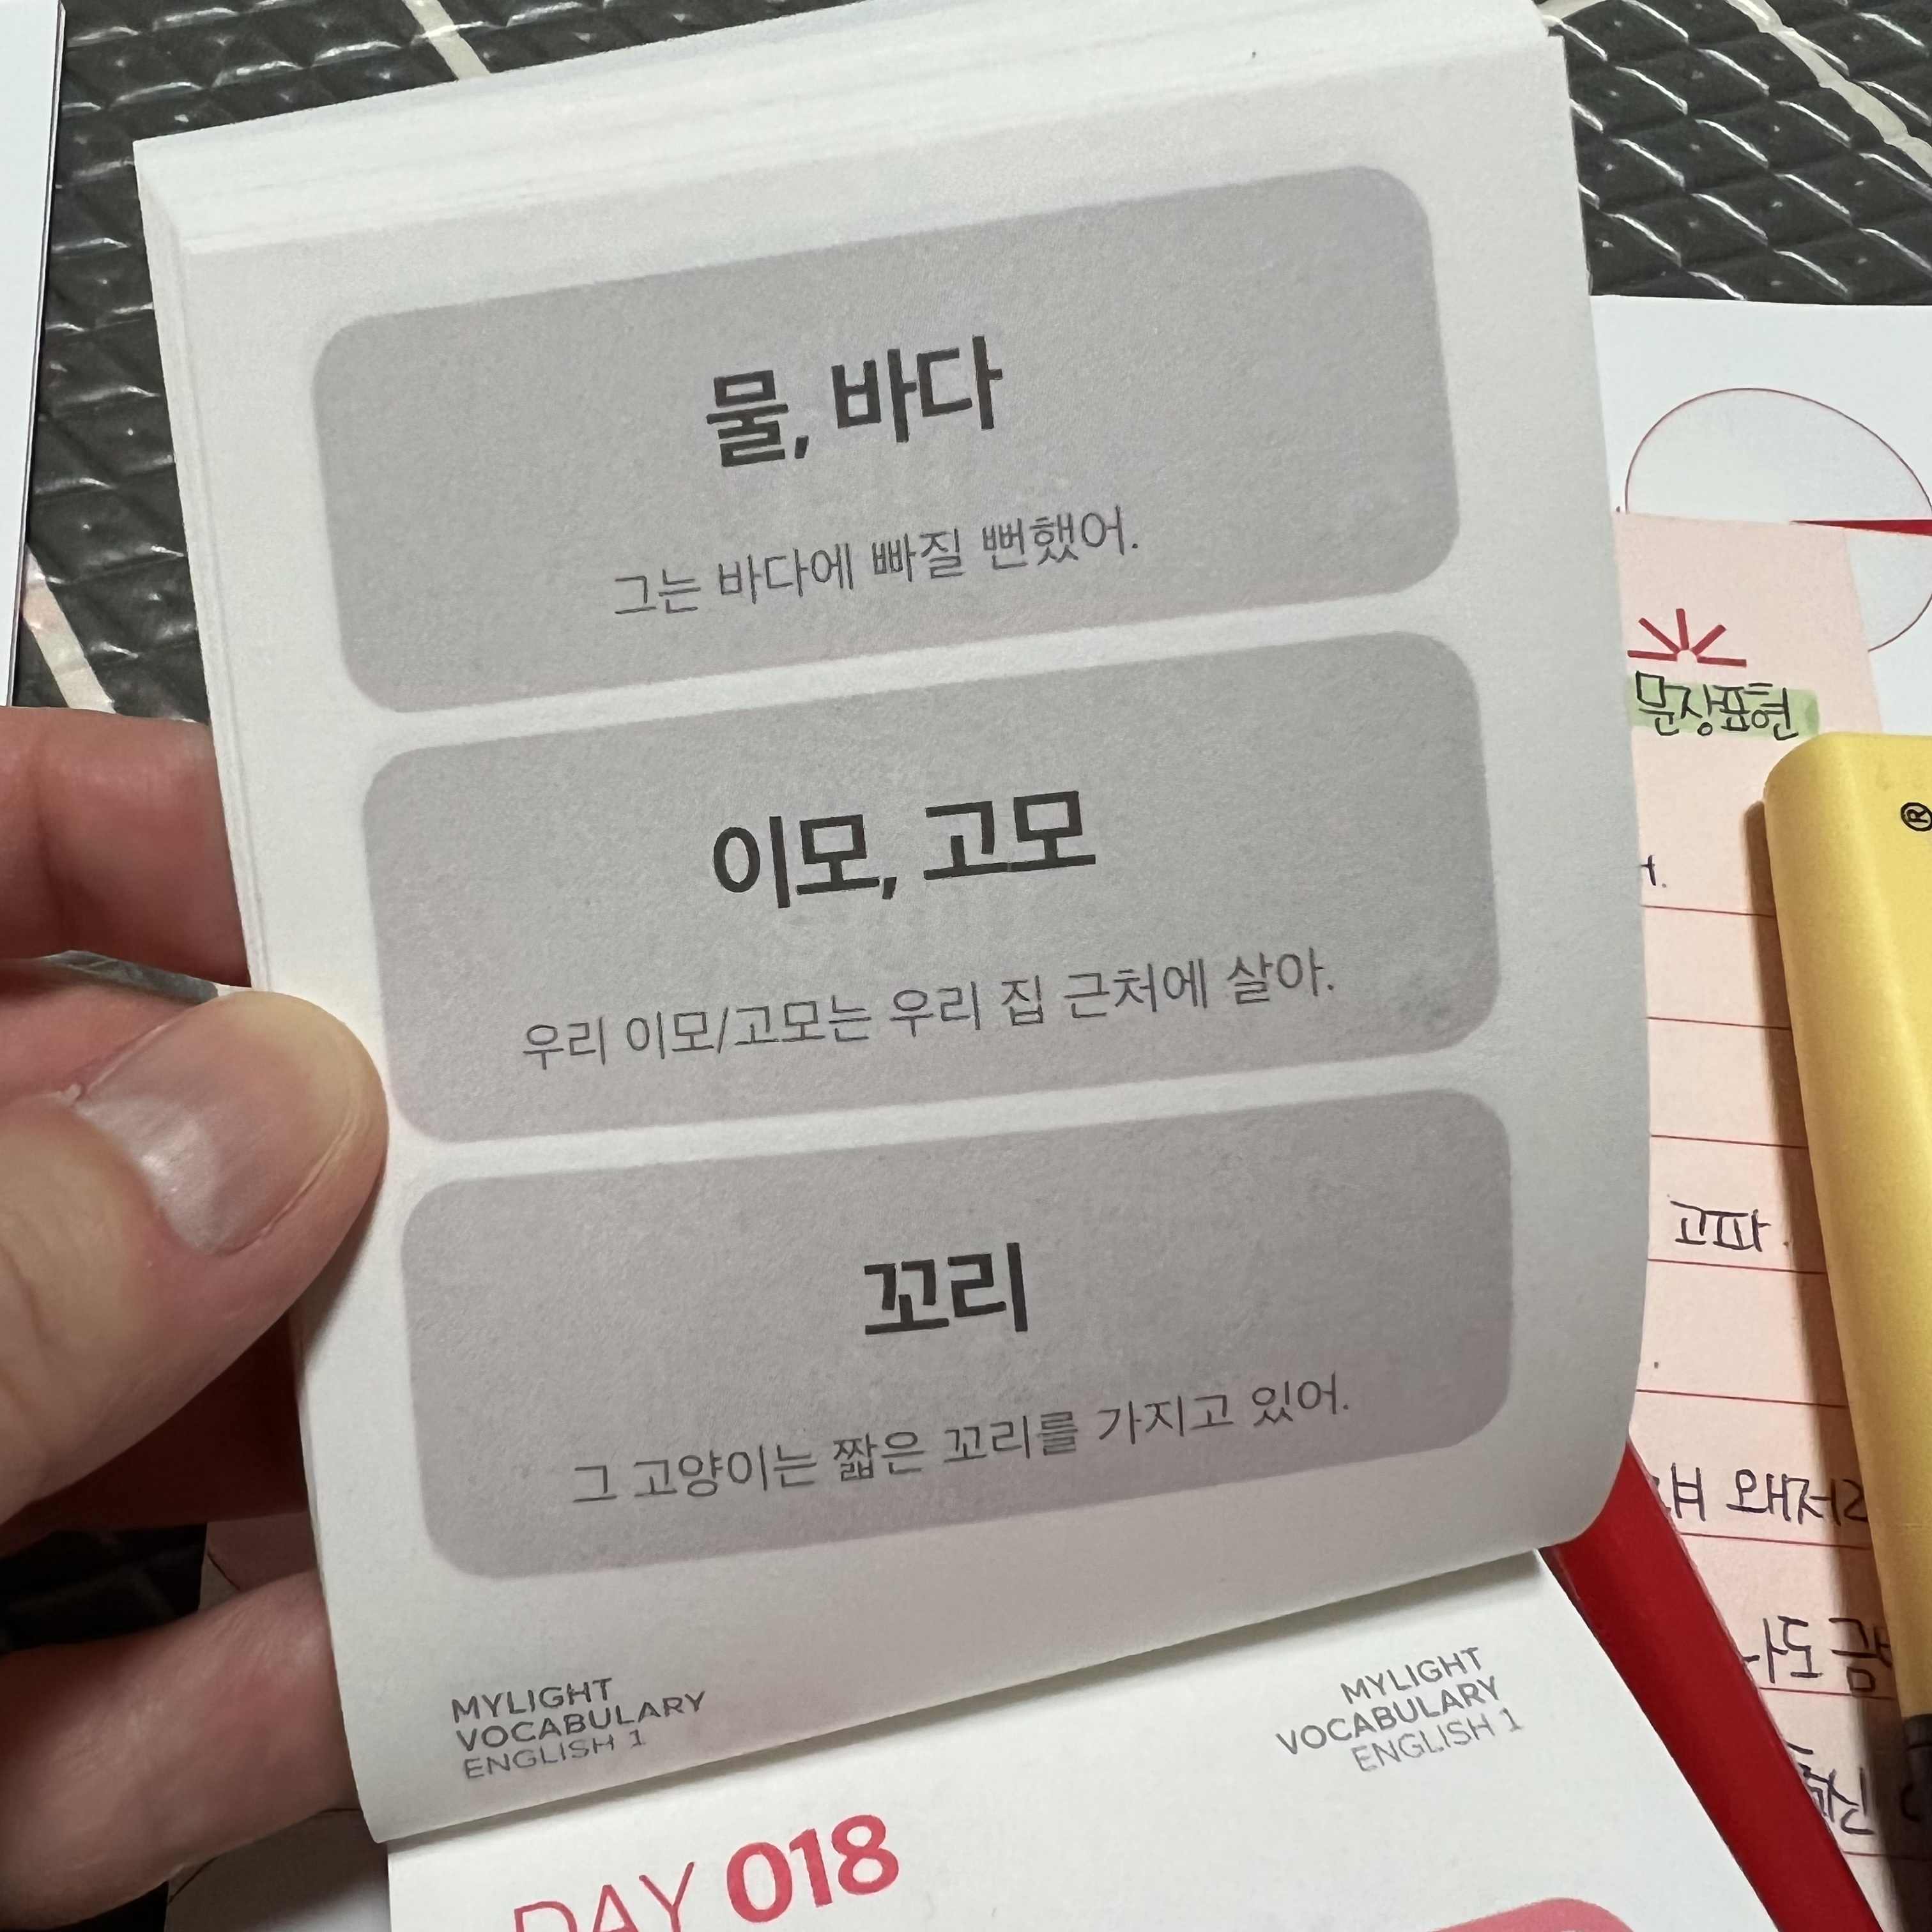 물, 바다
그는 바다에 빠질 뻔했어.
이모, 고모
우리 이모/고모는 우리 집 근처에 살아.
꼬리
그 고양이는 짧은 꼬리를 가지고 있어.
MYLIGHT
VOCABULARY
ENGLISH 1
MYLIGHT
VOCABULARY
ENGLISH 1
DAY 018
문장표현
고파.
®